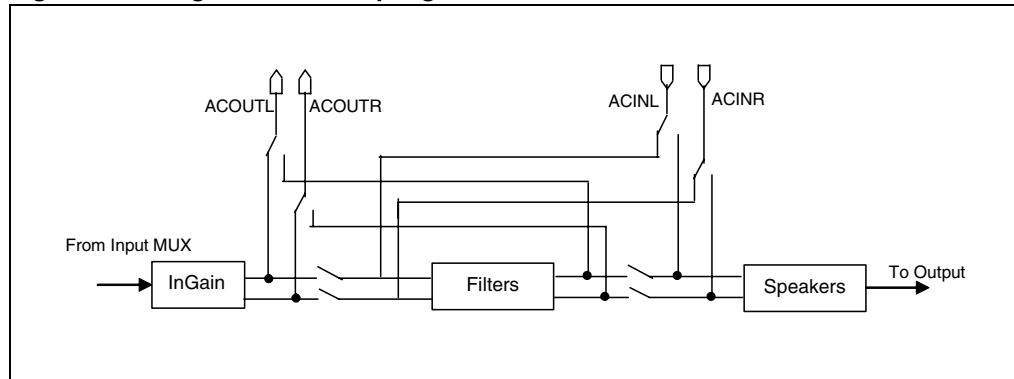 ACOUTL
ACOUTR
ACINL
ACINR
From Input MUX
InGain
Filters
Speakers
To Output